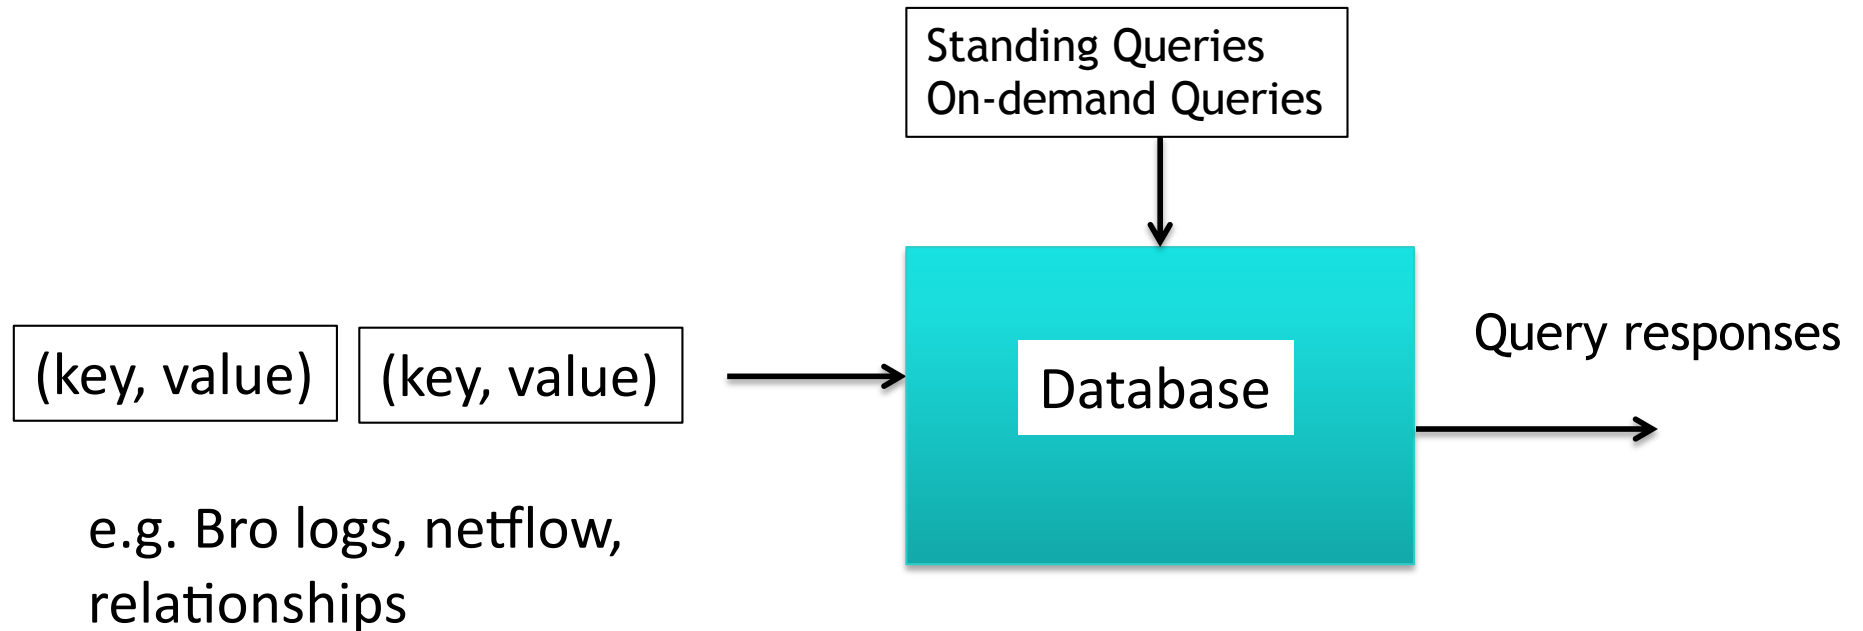 Standing Queries
On-demand Queries
(key, value)
(key, value)
Database
Query responses
e.g. Bro logs, netflow,
relationships